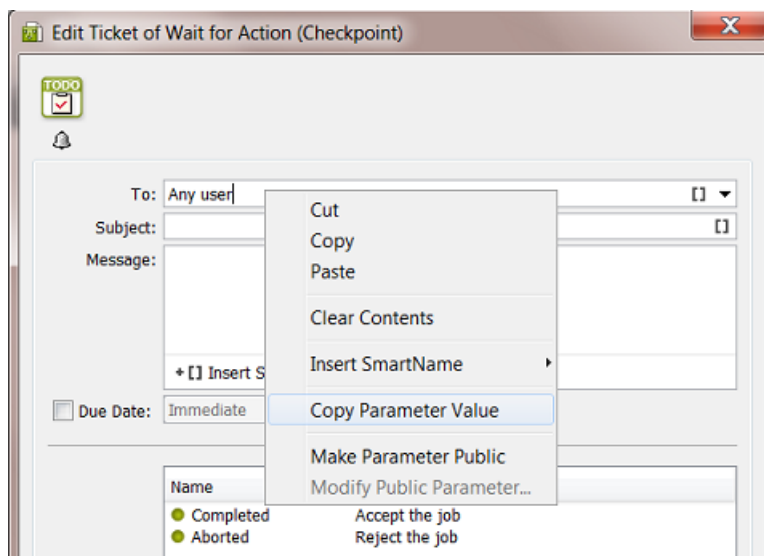 Edit Ticket of Wait for Action (Checkpoint)
TODO
To: Any user
Subject:
Message:
Cut
Copy
Paste
Clear Contents
Insert SmartName
+ [] Insert S
Copy Parameter Value
Due Date: Immediate
Make Parameter Public
Modify Public Parameter...
Name
Completed Accept the job
Aborted Reject the job